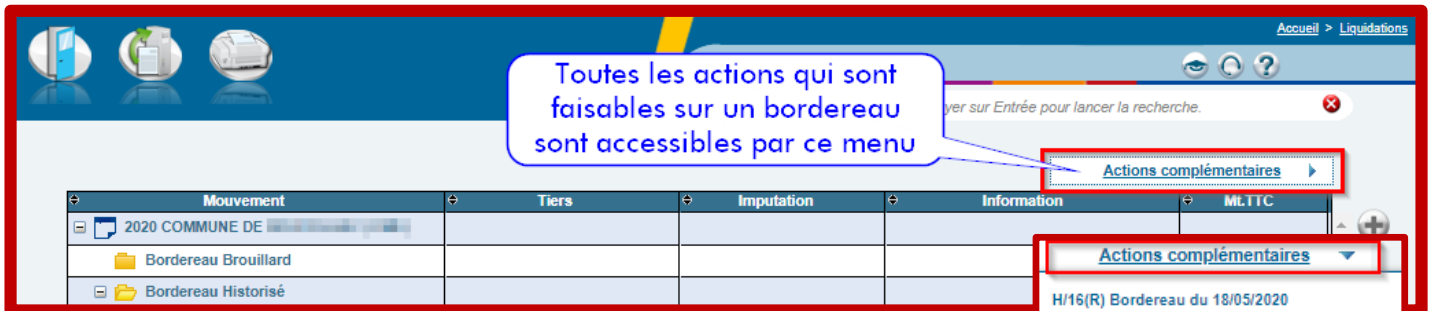 Accueil > Liquidations
Toutes les actions qui sont
faisables sur un bordereau
sont accessibles par ce menu
yer sur Entrée pour lancer la recherche.
Actions complémentaires
Mouvement Tiers Imputation Information Mt.TTC
2020 COMMUNE DE
Bordereau Brouillard
Actions complémentaires
Bordereau Historisé
H/16(R) Bordereau du 18/05/2020